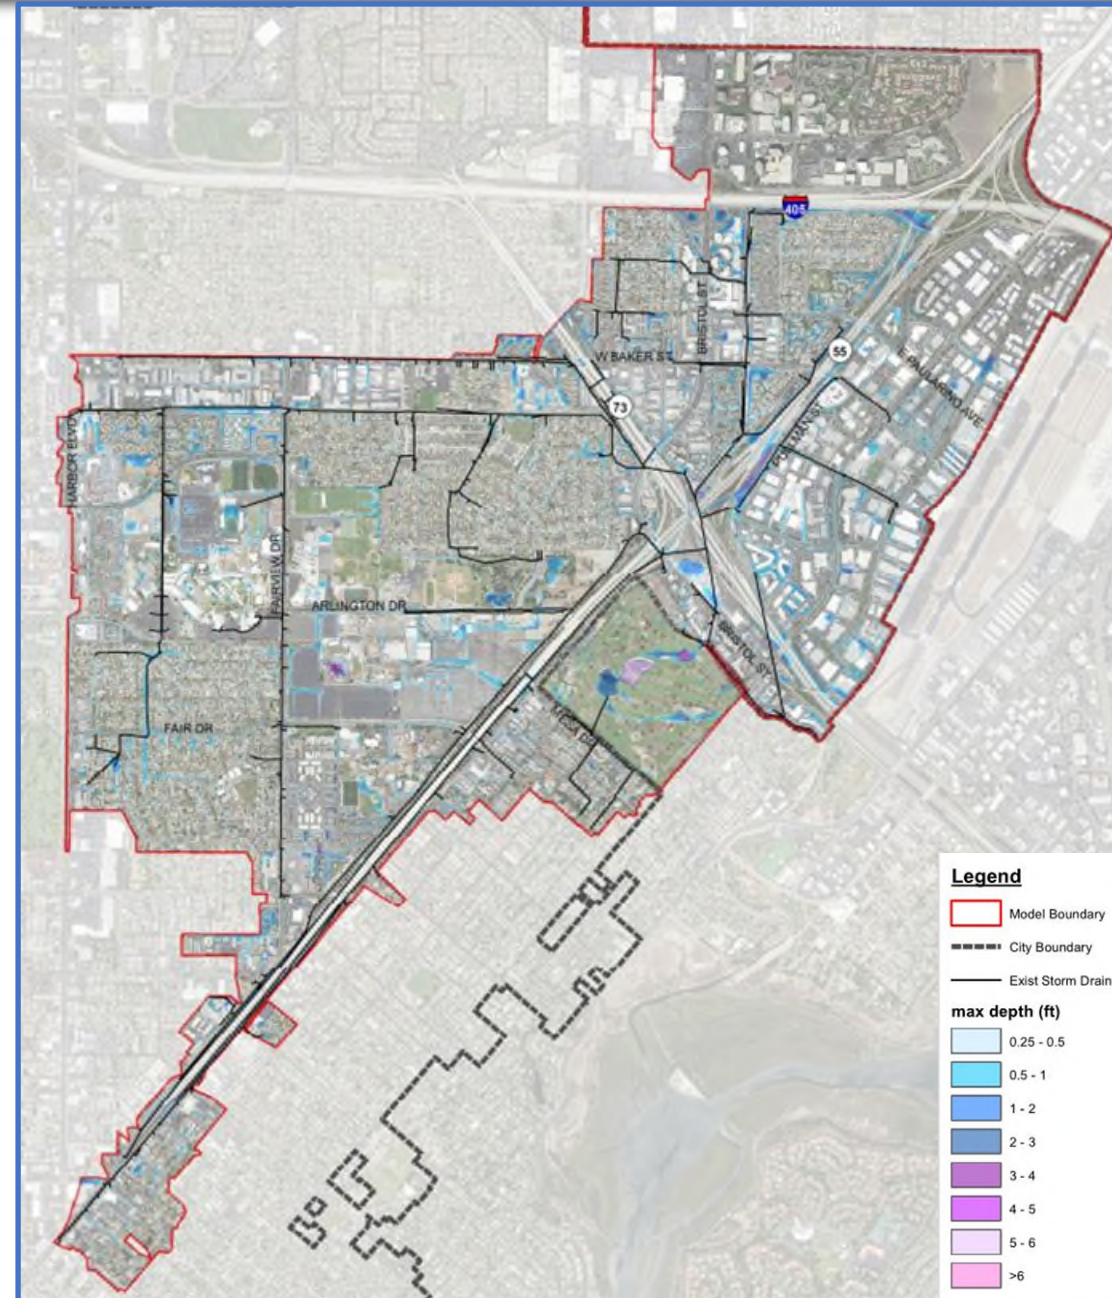 405
BRISTOL ST
W BAKER ST
55
E PAULARINO AVE
73
PULLMAN ST
HARBOR BLVD
FAIRVIEW DR
ARLINGTON DR
BRISTOL ST
MESA DR
FAIR DR
Legend
Model Boundary
City Boundary
Exist Storm Drain
max depth (ft)
0.25 - 0.5
0.5 - 1
1 - 2
2 - 3
3 - 4
4 - 5
5 - 6
>6